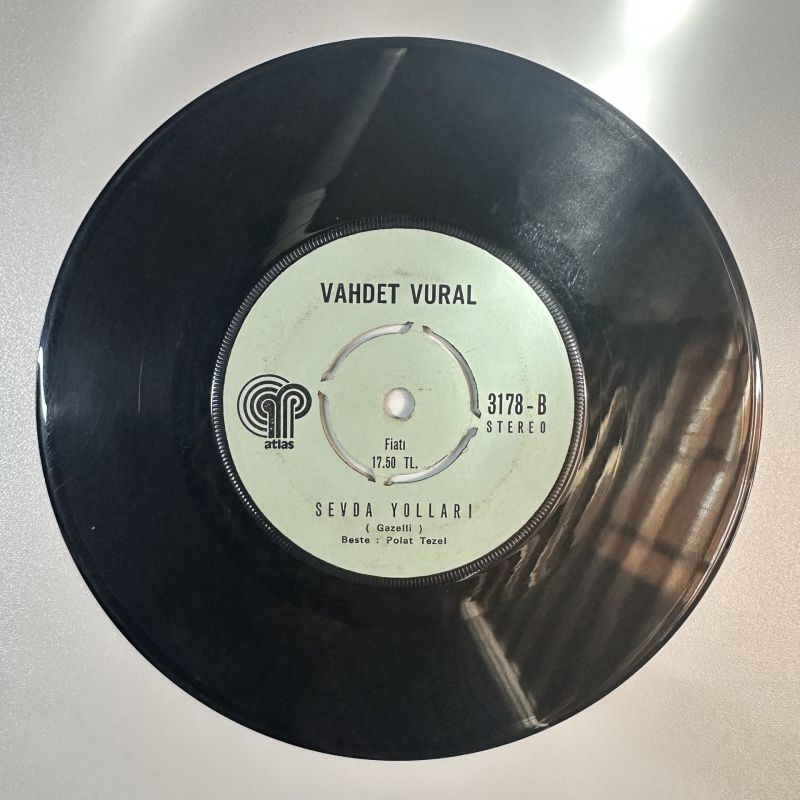 VAHDET VURAL
atlas
3178-B
STEREO
Fiatı
17.50 TL.
SEVDA YOLLARI
( Gazelli )
Beste : Polat Tezel